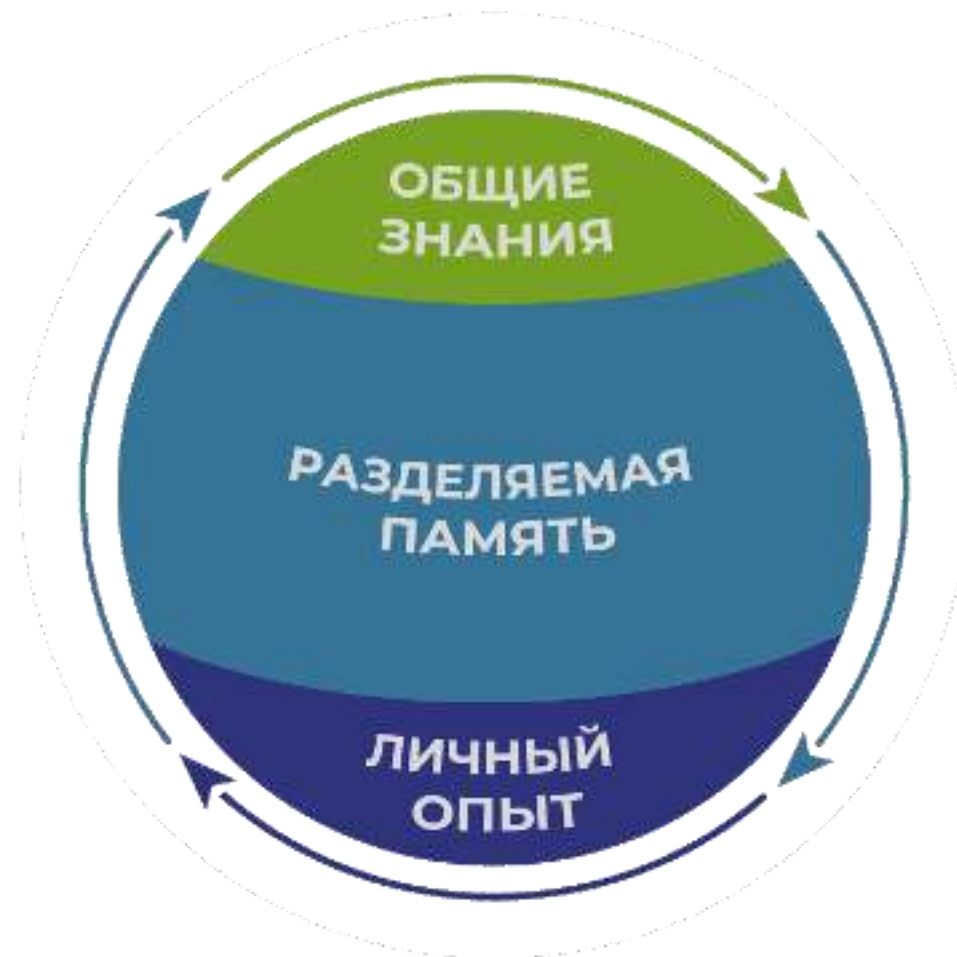 ОБЩИЕ
ЗНАНИЯ
РАЗДЕЛЯЕМАЯ
ПАМЯТЬ
ЛИЧНЫЙ
ОПЫТ